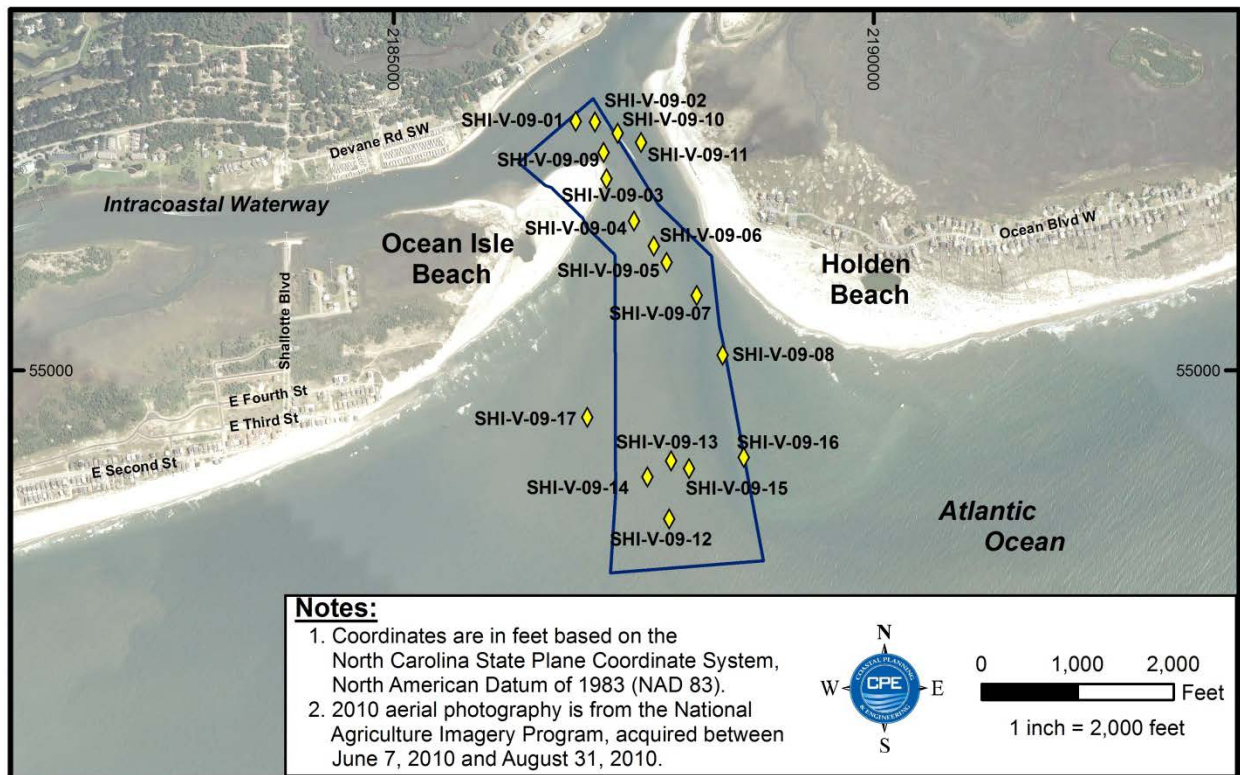 2185000
2190000
SHI-V-09-02
SHI-V-09-01
SHI-V-09-10
SHI-V-09-11
Devane Rd SW
SHI-V-09-09
SHI-V-09-03
Intracoastal Waterway
SHI-V-09-04
SHI-V-09-06
Ocean Blvd W
Ocean Isle
Beach
SHI-V-09-05
Holden
Beach
SHI-V-09-07
Shallotte Blvd
SHI-V-09-08
55000
55000
E Fourth St
SHI-V-09-17
E Third St
SHI-V-09-13
SHI-V-09-16
E Second St
SHI-V-09-14
SHI-V-09-15
Atlantic
Ocean
SHI-V-09-12
Notes:
1. Coordinates are in feet based on the
North Carolina State Plane Coordinate System,
North American Datum of 1983 (NAD 83).
2. 2010 aerial photography is from the National
Agriculture Imagery Program, acquired between
June 7, 2010 and August 31, 2010.
N
W
E
S
COASTAL PLANNING
CPE
& ENGINEERING
0 1,000 2,000
Feet
1 inch = 2,000 feet